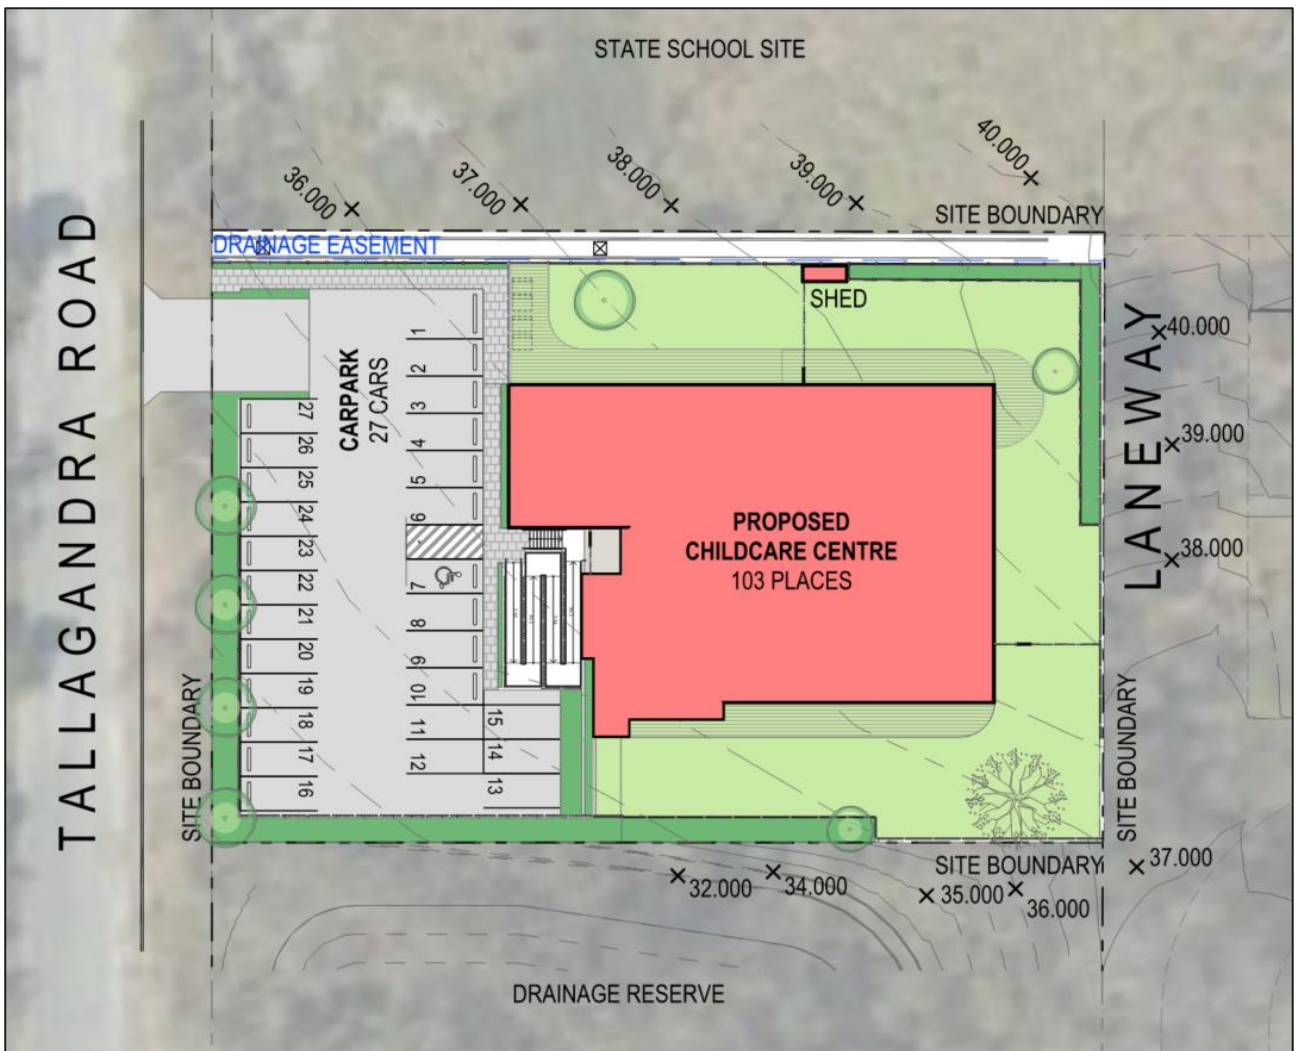 STATE SCHOOL SITE
40.000
39.000
38.000
37.000
36.000
SITE BOUNDARY
DRAINAGE EASEMENT
SHED
TALLAGANDRA ROAD
LANEWAY
40.000
39.000
38.000
CARPARK
27 CARS
1
2
3
4
5
6
7
8
9
10
11
12
13
14
15
27
26
25
24
23
22
21
20
19
18
17
16
PROPOSED
CHILDCARE CENTRE
103 PLACES
SITE BOUNDARY
SITE BOUNDARY
SITE BOUNDARY
37.000
32.000
34.000
35.000
36.000
DRAINAGE RESERVE